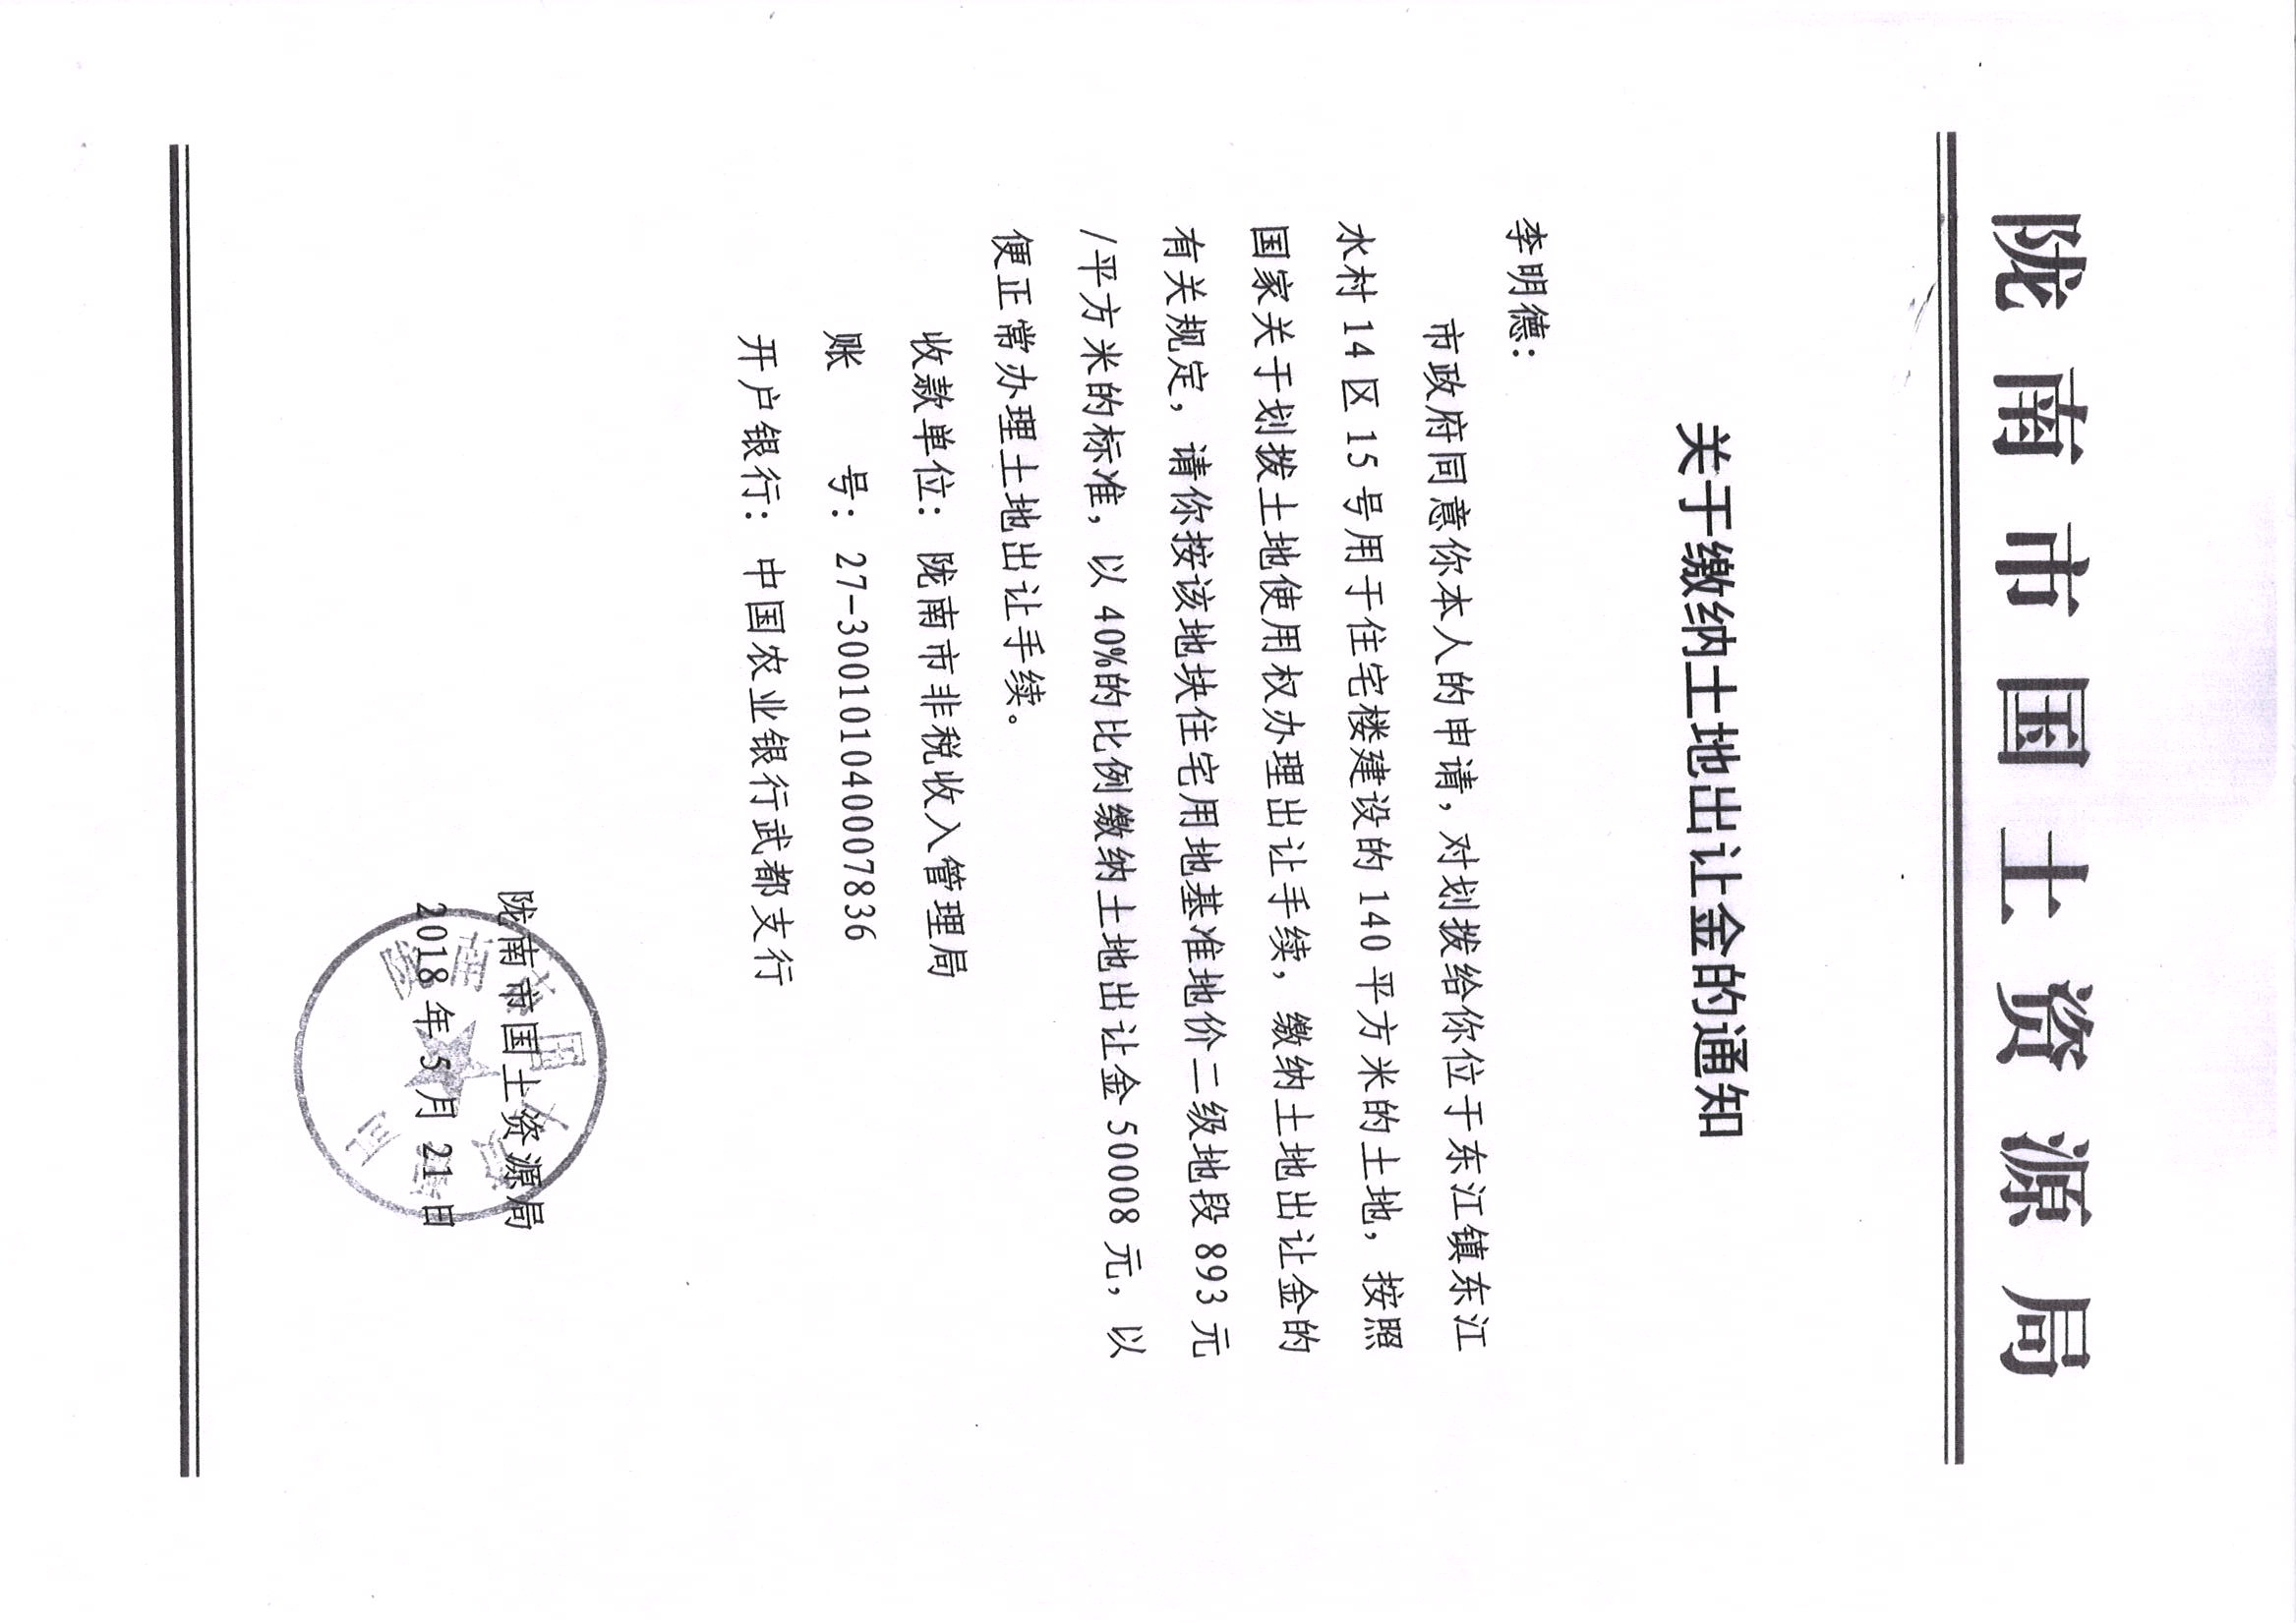 陇南市国土资源局
关于缴纳土地出让金的通知
李明德：
市政府同意你本人的申请，对划拨给你位于东江镇东江
水村 14 区 15 号用于住宅楼建设的 140 平方米的土地，按照
国家关于划拨土地使用权办理出让手续，缴纳土地出让金的
有关规定，请你按该地块住宅用地基准地价二级地段 893 元
/平方米的标准，以 40%的比例缴纳土地出让金 50008 元，以
便正常办理土地出让手续。
收款单位：陇南市非税收入管理局
账 号：27-300101040007836
开户银行：中国农业银行武都支行
陇南市国土资源局
2018 年 5 月 21 日
陇南市国土资源局